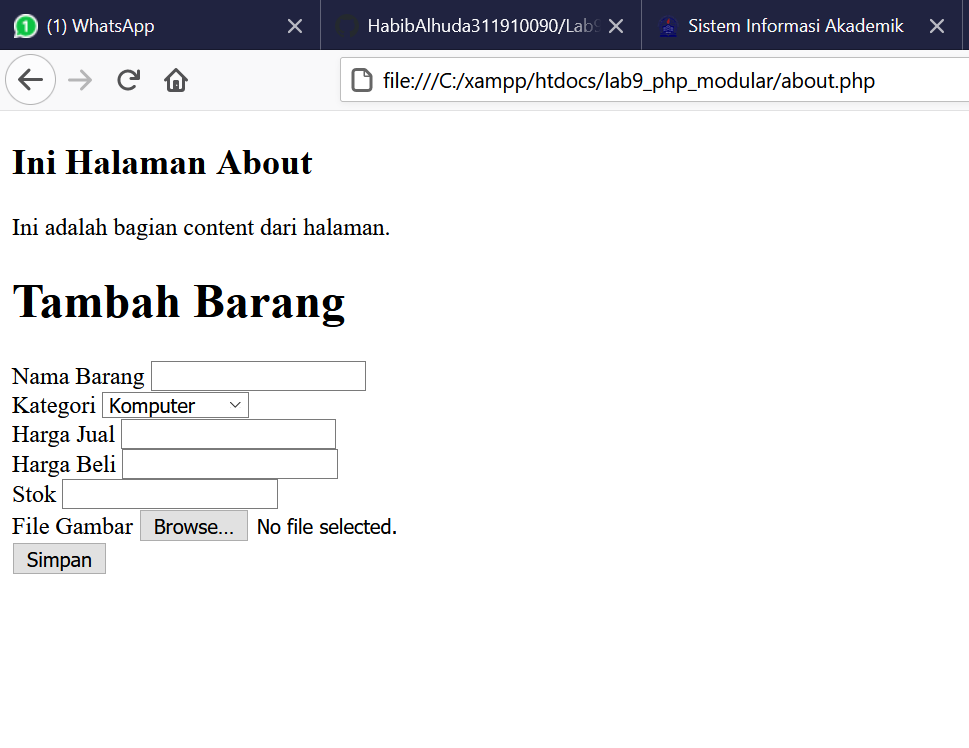 (1) WhatsApp
HabibAlhuda311910090/Lab9
Sistem Informasi Akademik
file:///C:/xampp/htdocs/lab9_php_modular/about.php
Ini Halaman About
Ini adalah bagian content dari halaman.
Tambah Barang
Nama Barang
Kategori Komputer
Harga Jual
Harga Beli
Stok
File Gambar Browse... No file selected.
Simpan